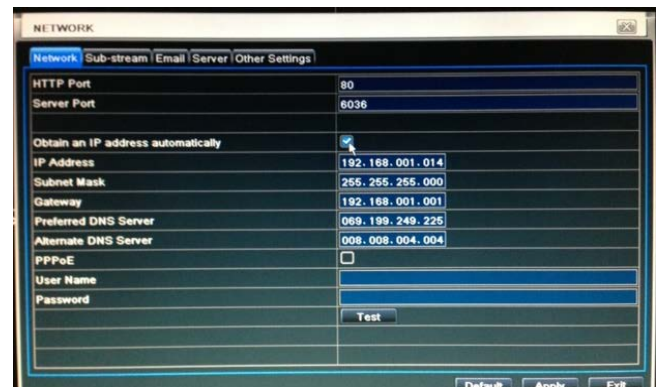 NETWORK
Network Sub-stream Email Server Other Settings
HTTP Port 80
Server Port 6036
Obtain an IP address automatically
IP Address 192.168.001.014
Subnet Mask 255.255.255.000
Gateway 192.168.001.001
Preferred DNS Server 069.199.249.225
Alternate DNS Server 008.008.004.004
PPPoE
User Name
Password
Test
Default Apply Exit